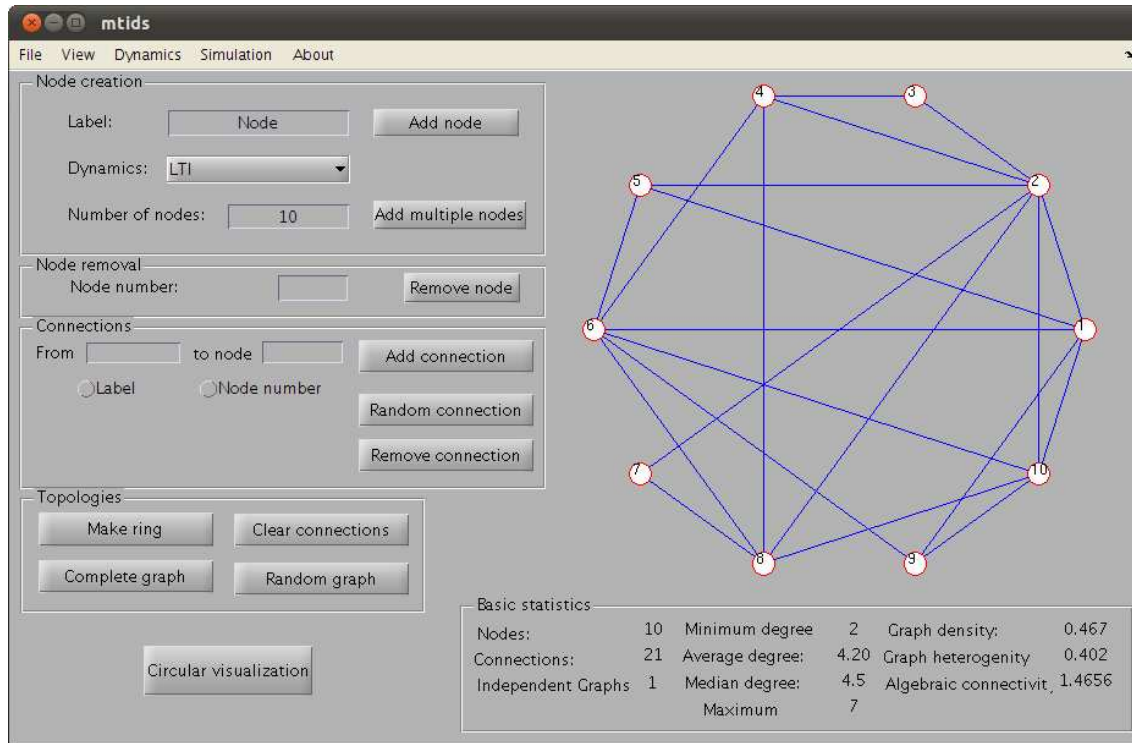 mtids
File View Dynamics Simulation About
Node creation
Label: Node Add node
Dynamics: LTI
Number of nodes: 10 Add multiple nodes
Node removal
Node number: Remove node
Connections
From to node Add connection
Label Node number
Random connection
Remove connection
Topologies
Make ring Clear connections
Complete graph Random graph
Circular visualization
4 3
5 2
6 1
7 10
8 9
Basic statistics
Nodes: 10 Minimum degree 2 Graph density: 0.467
Connections: 21 Average degree: 4.20 Graph heterogenity 0.402
Independent Graphs 1 Median degree: 4.5 Algebraic connectivit 1.4656
Maximum 7